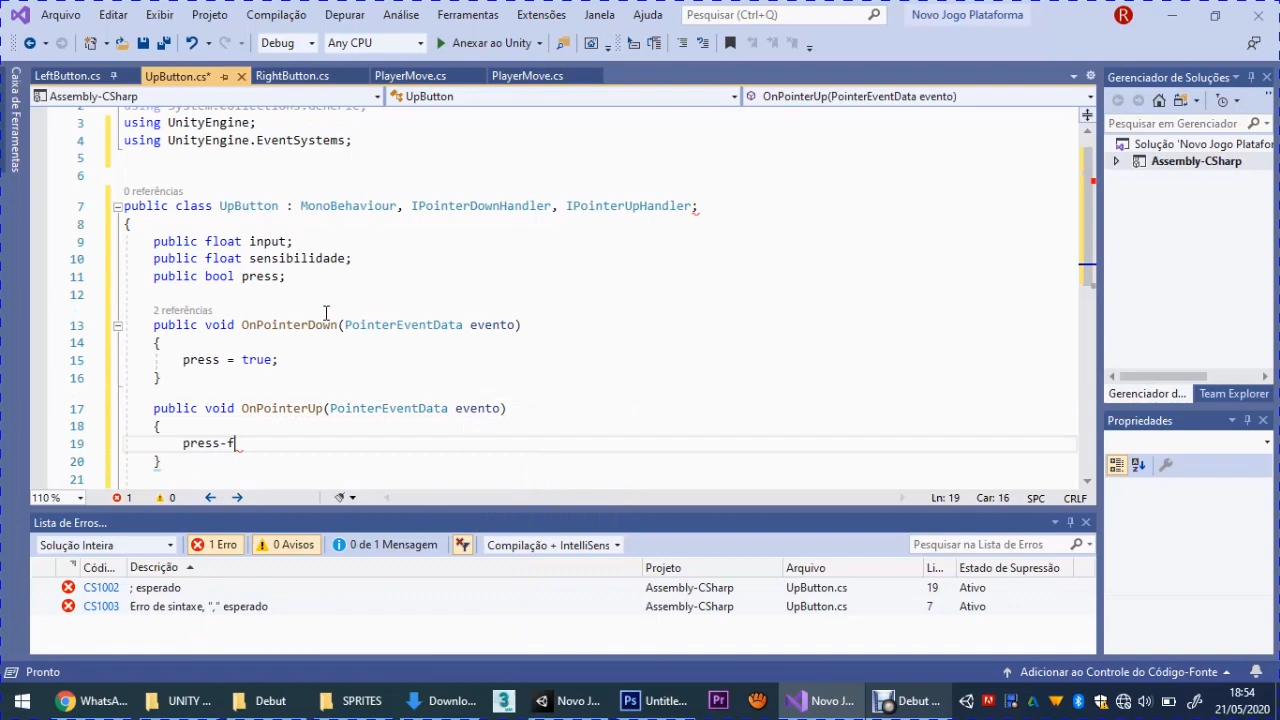 Arquivo Editar Exibir Projeto Compilação Depurar Análise Ferramentas Extensões Janela Ajuda Pesquisar (Ctrl+Q) Novo Jogo Plataforma R
Debug Any CPU Anexar ao Unity
LeftButton.cs UpButton.cs* RightButton.cs PlayerMove.cs PlayerMove.cs
Assembly-CSharp UpButton OnPointerUp(PointerEventData evento)
Caixa de Ferramentas
2 using System.Collections.Generic;
3 using UnityEngine;
4 using UnityEngine.EventSystems;
5
6
0 referências
7 public class UpButton : MonoBehaviour, IPointerDownHandler, IPointerUpHandler;
8 {
9 public float input;
10 public float sensibilidade;
11 public bool press;
12
2 referências
13 public void OnPointerDown(PointerEventData evento)
14 {
15 press = true;
16 }
17 public void OnPointerUp(PointerEventData evento)
18 {
19 press-f
20 }
21
110 % 1 0 Ln: 19 Car: 16 SPC CRLF
Gerenciador de Soluções
Pesquisar em Gerenciador
Solução 'Novo Jogo Plataform
Assembly-CSharp
Gerenciador d... Team Explorer
Propriedades
Lista de Erros...
Solução Inteira 1 Erro 0 Avisos 0 de 1 Mensagem Compilação + IntelliSens Pesquisar na Lista de Erros
Códi... Descrição Projeto Arquivo Li... Estado de Supressão
CS1002 ; esperado Assembly-CSharp UpButton.cs 19 Ativo
CS1003 Erro de sintaxe, "," esperado Assembly-CSharp UpButton.cs 7 Ativo
Pronto Adicionar ao Controle do Código-Fonte
WhatsA... UNITY ... Debut SPRITES Downlo... 3 Novo J... Ps Untitle... Pr Novo J... Debut ... 18:54
21/05/2020